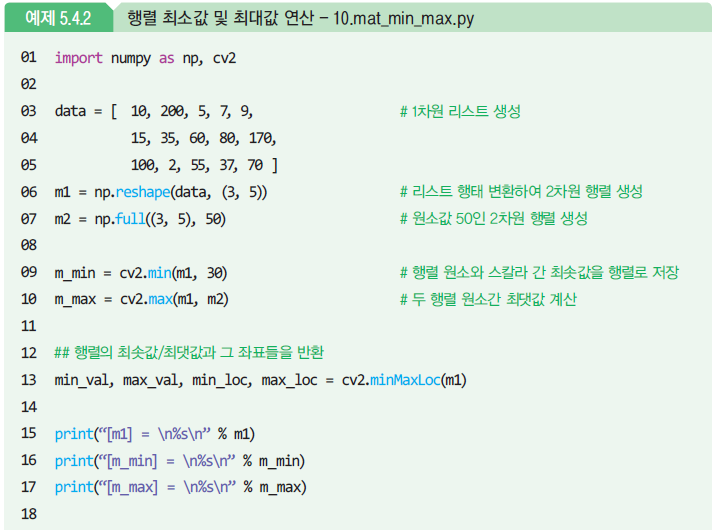 예제 5.4.2 행렬 최소값 및 최대값 연산 - 10.mat_min_max.py
01 import numpy as np, cv2
02
03 data = [ 10, 200, 5, 7, 9, # 1차원 리스트 생성
04 15, 35, 60, 80, 170,
05 100, 2, 55, 37, 70 ]
06 m1 = np.reshape(data, (3, 5)) # 리스트 행태 변환하여 2차원 행렬 생성
07 m2 = np.full((3, 5), 50) # 원소값 50인 2차원 행렬 생성
08
09 m_min = cv2.min(m1, 30) # 행렬 원소와 스칼라 간 최솟값을 행렬로 저장
10 m_max = cv2.max(m1, m2) # 두 행렬 원소간 최댓값 계산
11
12 ## 행렬의 최솟값/최댓값과 그 좌표들을 반환
13 min_val, max_val, min_loc, max_loc = cv2.minMaxLoc(m1)
14
15 print(“[m1] = \n%s\n” % m1)
16 print(“[m_min] = \n%s\n” % m_min)
17 print(“[m_max] = \n%s\n” % m_max)
18